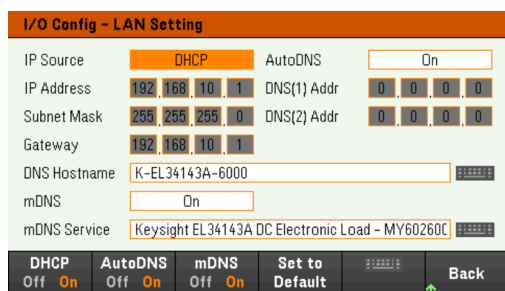 I/O Config - LAN Setting
IP Source DHCP AutoDNS On
IP Address 192.168.10.1 DNS(1) Addr 0.0.0.0
Subnet Mask 255.255.255.0 DNS(2) Addr 0.0.0.0
Gateway 192.168.10.1
DNS Hostname K-EL34143A-6000
mDNS On
mDNS Service Keysight EL34143A DC Electronic Load - MY60260C
DHCP AutoDNS mDNS Set to
Off On Off On Off On Default Back